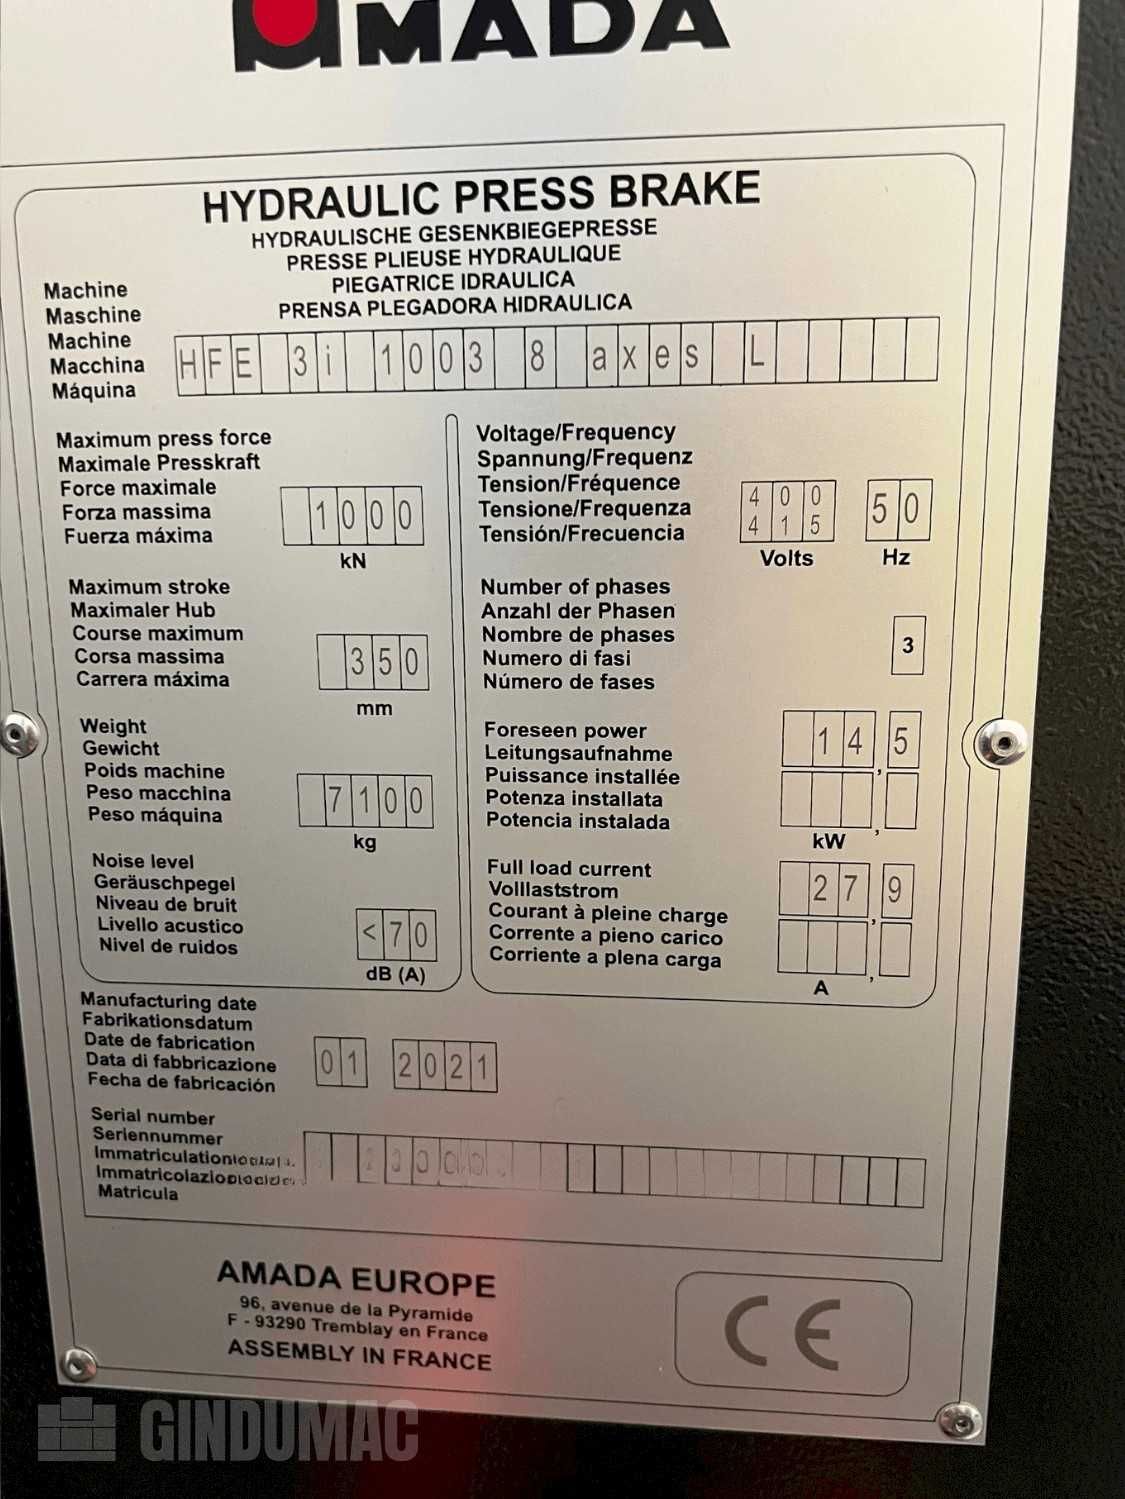 AMADA
HYDRAULIC PRESS BRAKE
HYDRAULISCHE GESENKBIEGEPRESSE
PRESSE PLIEUSE HYDRAULIQUE
PIEGATRICE IDRAULICA
PRENSA PLEGADORA HIDRAULICA
Machine
Maschine
Machine
Macchina
Máquina
HFE 3i 1003 8 axes L
Maximum press force
Maximale Presskraft
Force maximale
Forza massima
Fuerza máxima
1000
kN
Maximum stroke
Maximaler Hub
Course maximum
Corsa massima
Carrera máxima
350
mm
Weight
Gewicht
Poids machine
Peso macchina
Peso máquina
7100
kg
Noise level
Geräuschpegel
Niveau de bruit
Livello acustico
Nivel de ruidos
<70
dB (A)
Voltage/Frequency
Spannung/Frequenz
Tension/Fréquence
Tensione/Frequenza
Tensión/Frecuencia
400
415
Volts
50
Hz
Number of phases
Anzahl der Phasen
Nombre de phases
Numero di fasi
Número de fases
3
Foreseen power
Leitungsaufnahme
Puissance installée
Potenza installata
Potencia instalada
14,5
,
kW
Full load current
Volllaststrom
Courant à pleine charge
Corrente a pieno carico
Corriente a plena carga
27,9
,
A
Manufacturing date
Fabrikationsdatum
Date de fabrication
Data di fabbricazione
Fecha de fabricación
01 2021
Serial number
Seriennummer
Immatriculation
Immatricolazio
Matricula
AMADA EUROPE
96, avenue de la Pyramide
F - 93290 Tremblay en France
ASSEMBLY IN FRANCE
CE
GINDUMAC